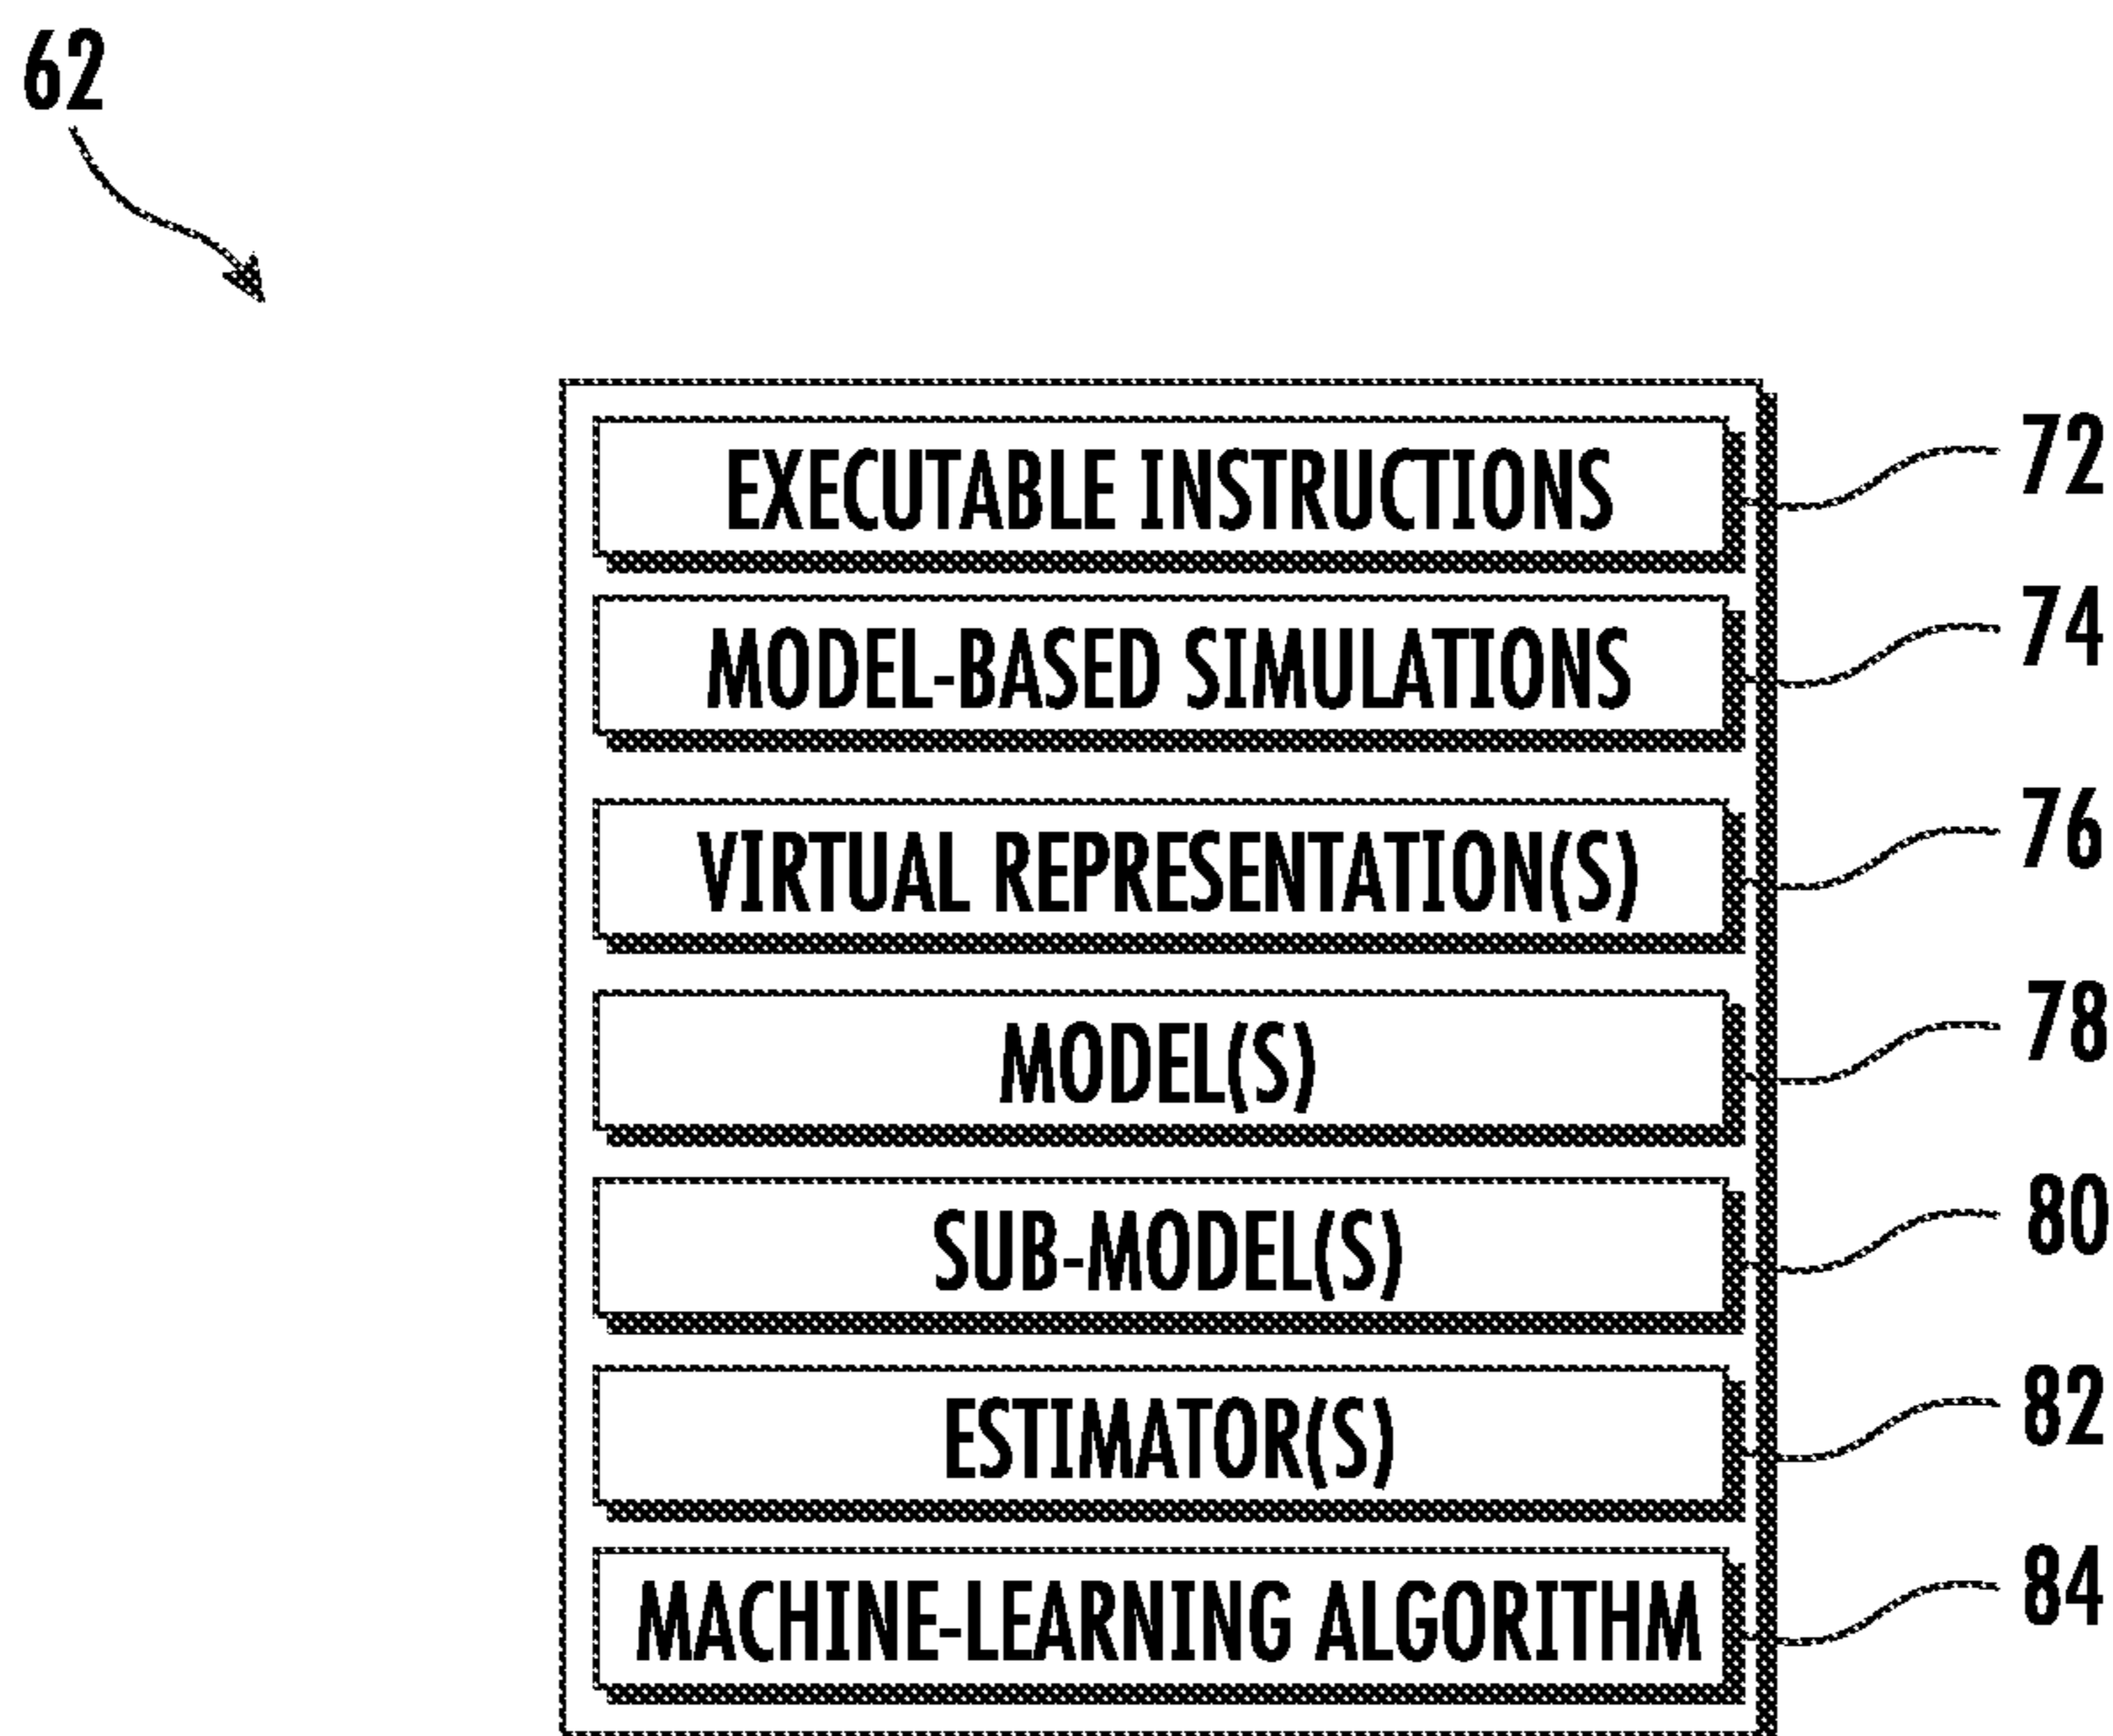 62
EXECUTABLE INSTRUCTIONS 72
MODEL-BASED SIMULATIONS 74
VIRTUAL REPRESENTATION(S) 76
MODEL(S) 78
SUB-MODEL(S) 80
ESTIMATOR(S) 82
MACHINE-LEARNING ALGORITHM 84